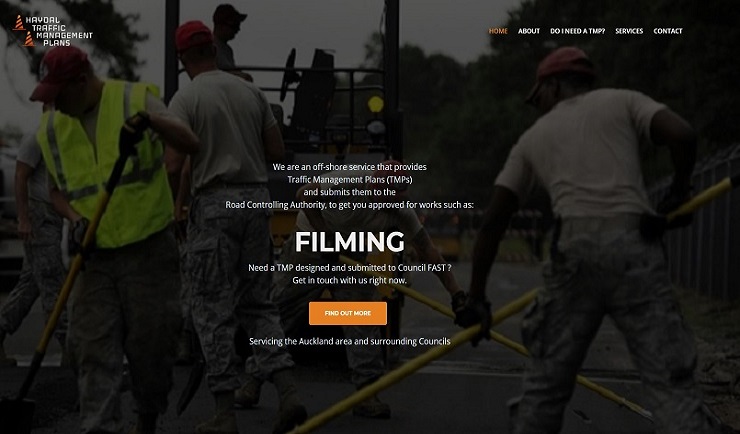 HAVOAL
TRAFFIC
MANAGEMENT
PLANS
HOME ABOUT DO I NEED A TMP? SERVICES CONTACT
We are an off-shore service that provides
Traffic Management Plans (TMPs)
and submits them to the
Road Controlling Authority, to get you approved for works such as:
FILMING
Need a TMP designed and submitted to Council FAST ?
Get in touch with us right now.
FIND OUT MORE
Servicing the Auckland area and surrounding Councils